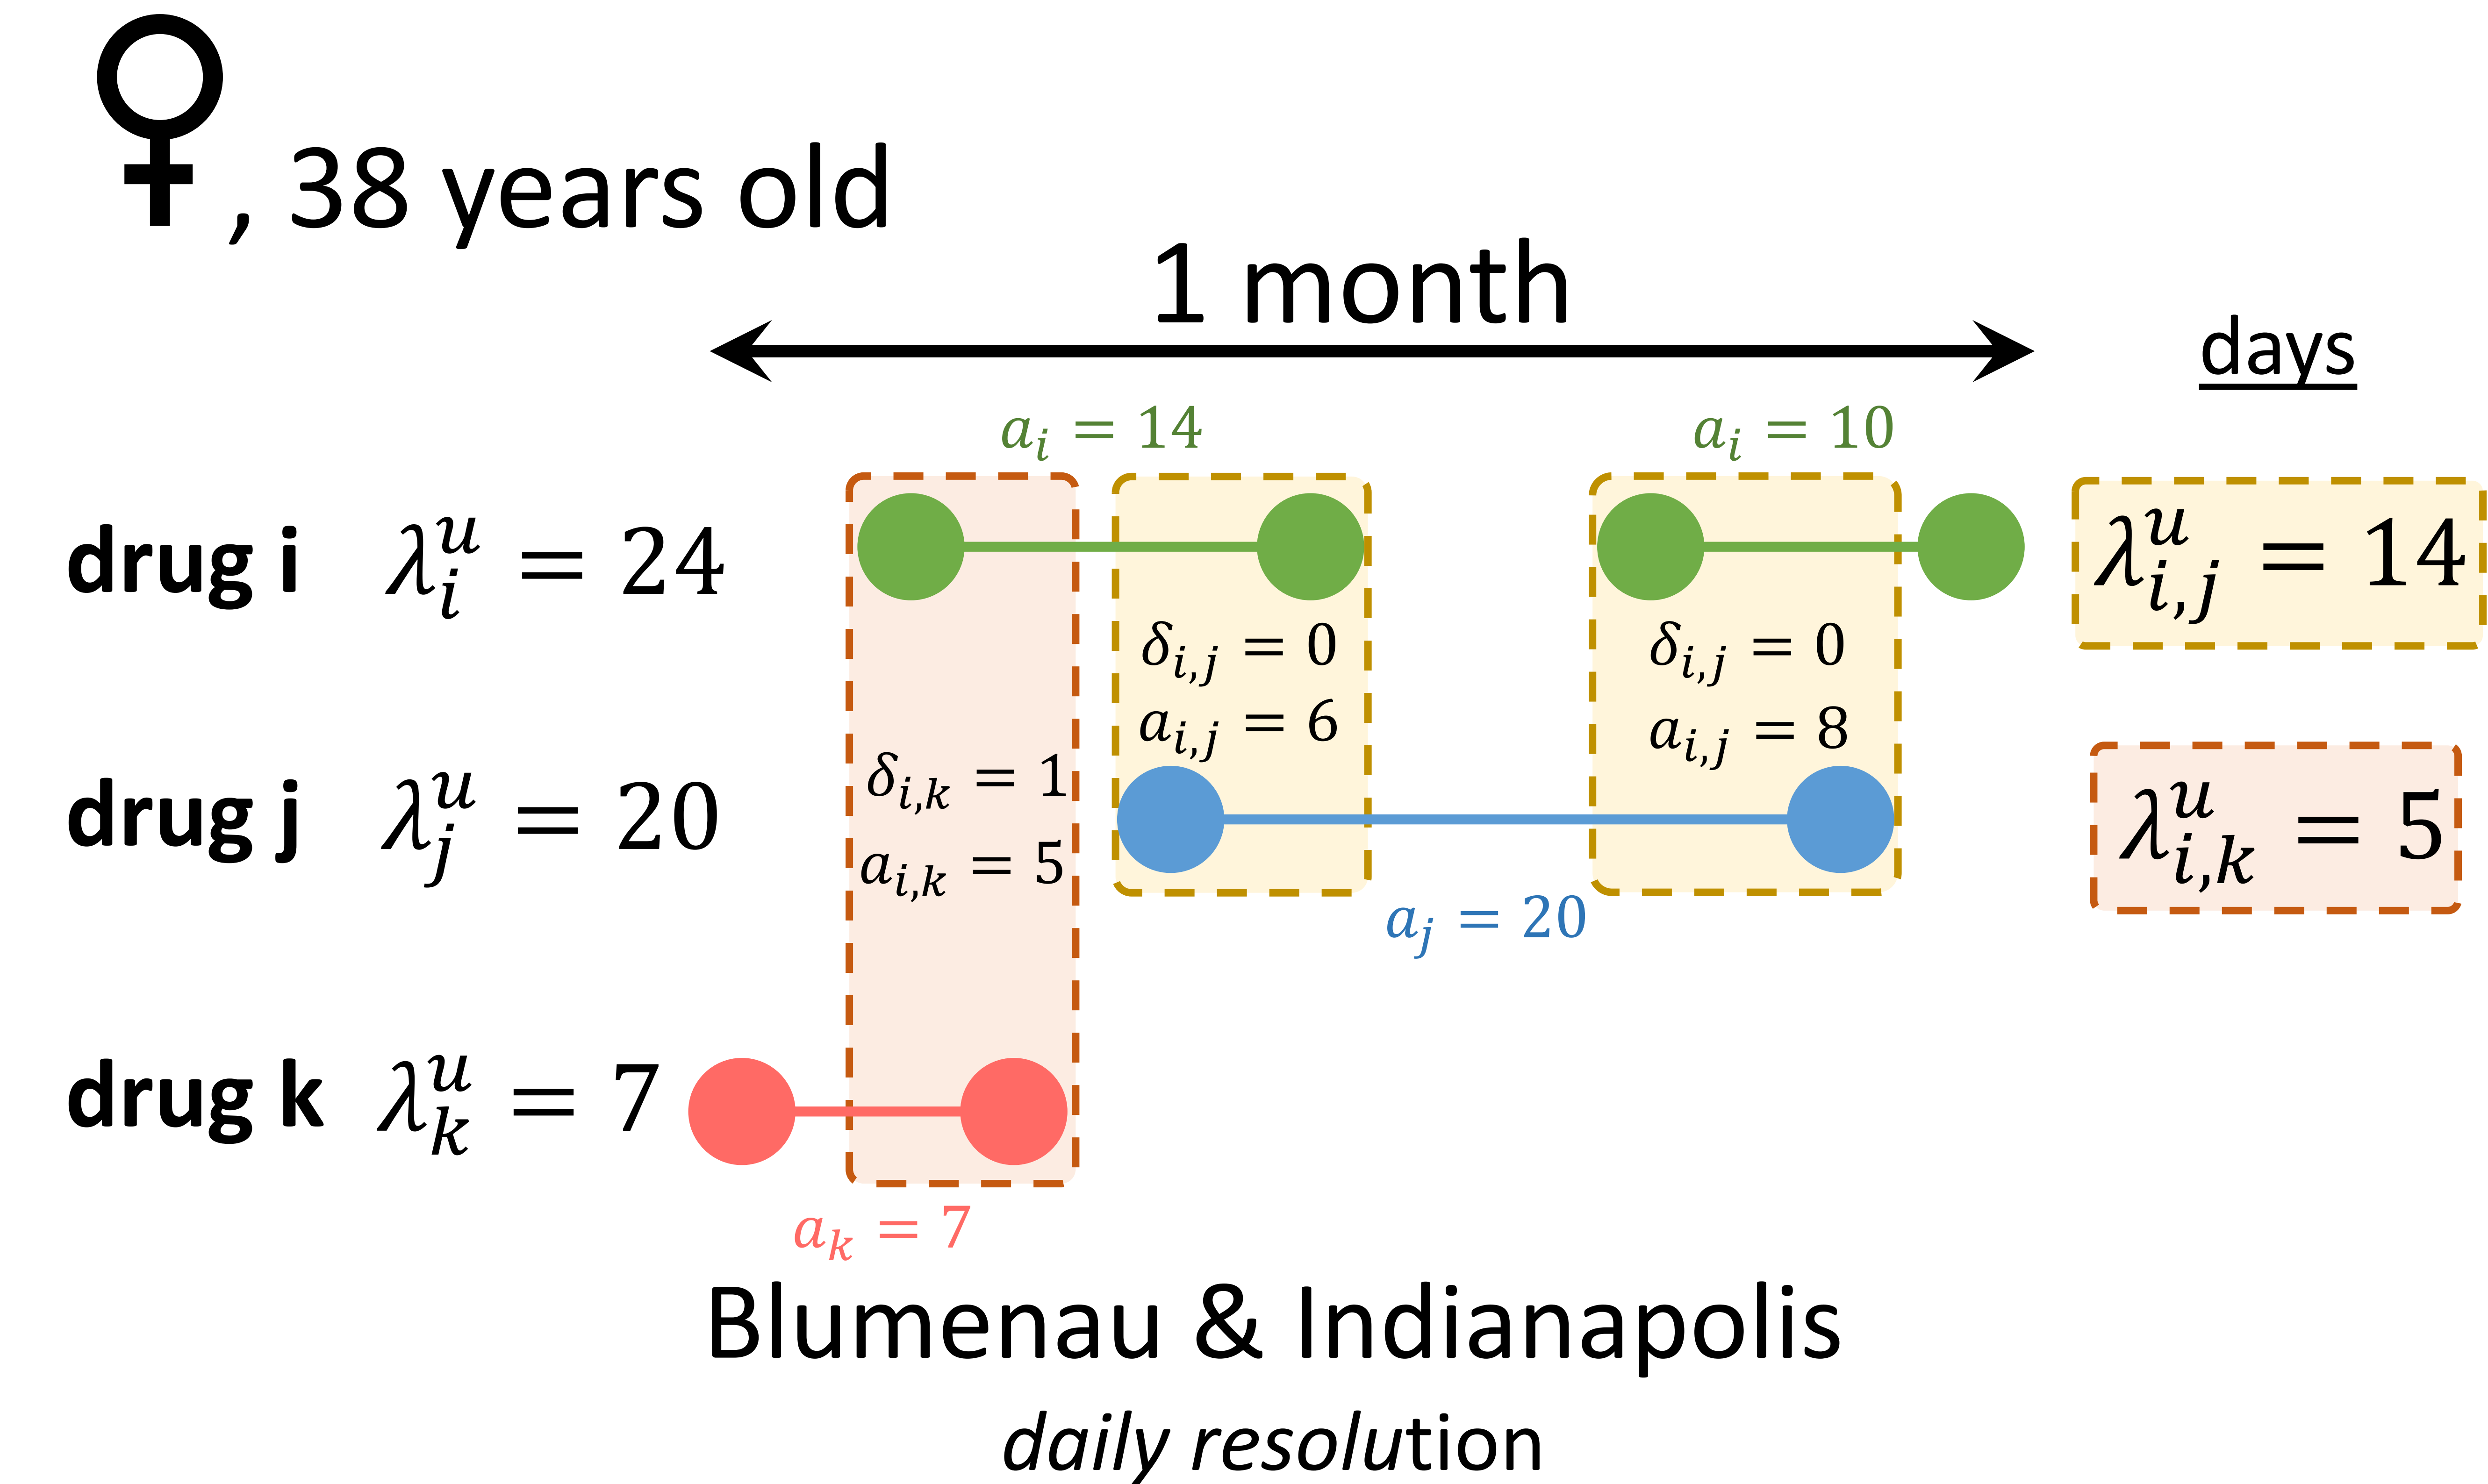 ♀, 38 years old
1 month
days
a_i = 14
a_i = 10
drug i λ_i^u = 24
λ_{i,j}^u = 14
δ_{i,j} = 0
a_{i,j} = 6
δ_{i,j} = 0
a_{i,j} = 8
drug j λ_j^u = 20
δ_{i,k} = 1
a_{i,k} = 5
λ_{i,k}^u = 5
a_j = 20
drug k λ_k^u = 7
a_k = 7
Blumenau & Indianapolis
daily resolution